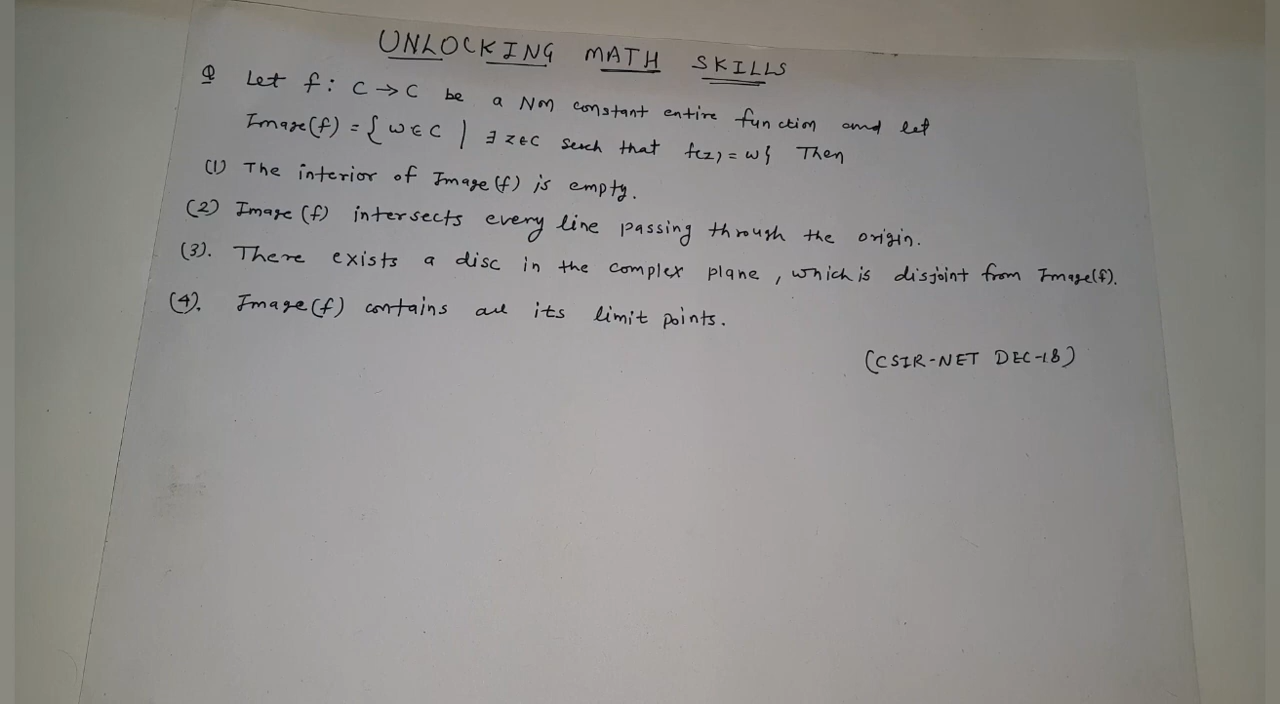 UNLOCKING MATH SKILLS
Q Let f: C → C be a Non constant entire function and let
Image(f) = { w ∈ C | ∃ z ∈ C such that f(z) = w } Then
(1) The interior of Image(f) is empty.
(2) Image (f) intersects every line passing through the origin.
(3). There exists a disc in the complex plane, which is disjoint from Image(f).
(4). Image(f) contains all its limit points.
(CSIR-NET DEC-18)